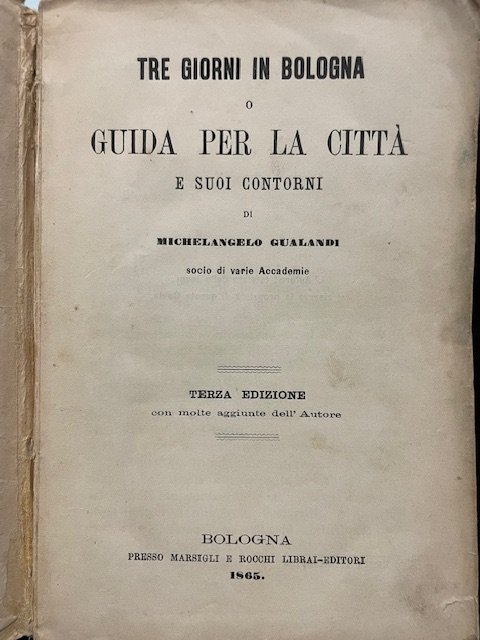 TRE GIORNI IN BOLOGNA
O
GUIDA PER LA CITTÀ
E SUOI CONTORNI
DI
MICHELANGELO GUALANDI
socio di varie Accademie
TERZA EDIZIONE
con molte aggiunte dell' Autore
BOLOGNA
PRESSO MARSIGLI E ROCCHI LIBRAI-EDITORI
1865.